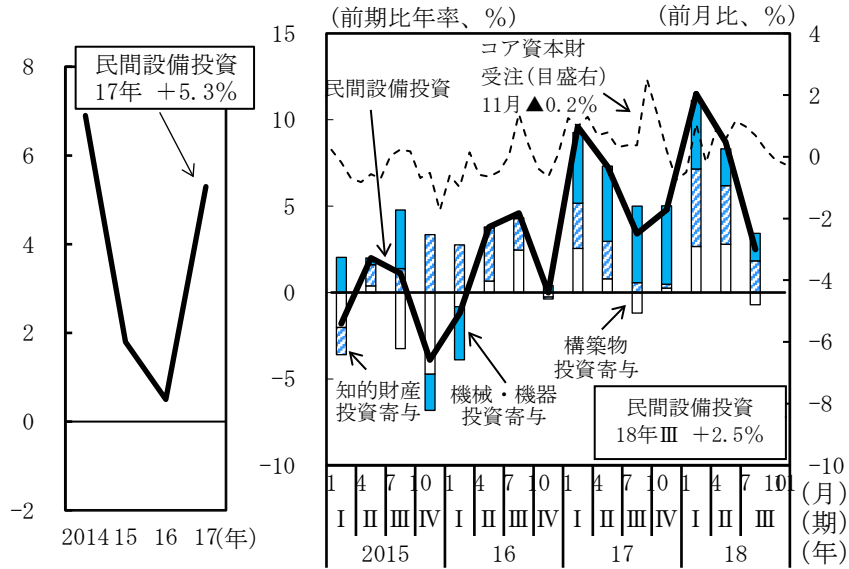 (前期比年率、%)
(前月比、%)
民間設備投資
17年 +5.3%
8
6
4
2
0
−2
2014 15 16 17(年)
15
10
5
0
−5
−10
4
2
0
−2
−4
−6
−8
−10
コア資本財
受注(目盛右)
11月▲0.2%
民間設備投資
知的財産
投資寄与
機械・機器
投資寄与
構築物
投資寄与
民間設備投資
18年Ⅲ +2.5%
1 4 7 10 1 4 7 10 1 4 7 10 1 4 7 10 (月)
Ⅰ Ⅱ Ⅲ Ⅳ Ⅰ Ⅱ Ⅲ Ⅳ Ⅰ Ⅱ Ⅲ Ⅳ Ⅰ Ⅱ Ⅲ (期)
2015 16 17 18 (年)